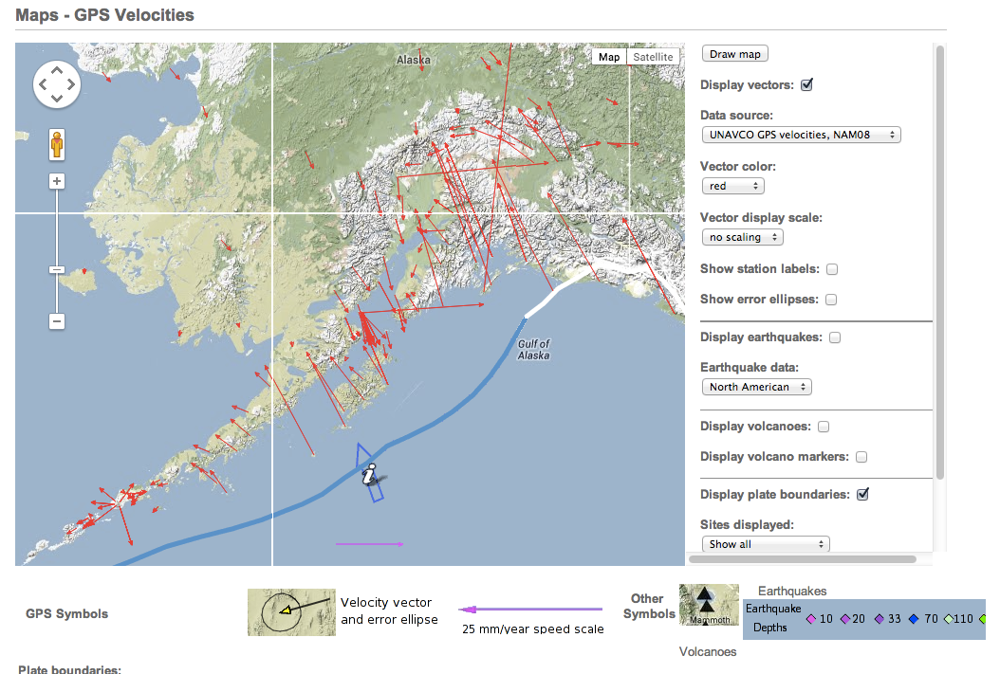 Maps - GPS Velocities
Alaska
Map
Satellite
Gulf of
Alaska
Draw map
Display vectors:
Data source:
UNAVCO GPS velocities, NAM08
Vector color:
red
Vector display scale:
no scaling
Show station labels:
Show error ellipses:
Display earthquakes:
Earthquake data:
North American
Display volcanoes:
Display volcano markers:
Display plate boundaries:
Sites displayed:
Show all
GPS Symbols
Velocity vector
and error ellipse
25 mm/year speed scale
Other
Symbols
Mammoth
Volcanoes
Earthquakes
Earthquake
Depths
10 20 33 70 110
Plate boundaries: